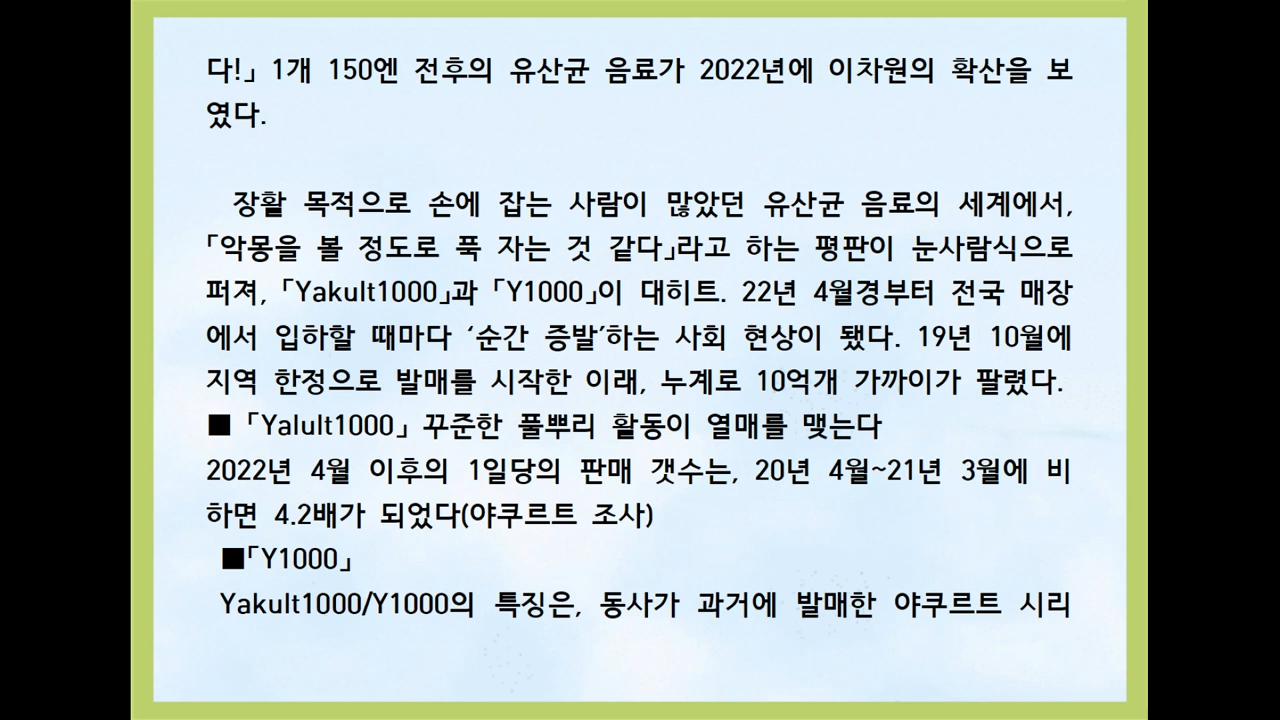 다!」 1개 150엔 전후의 유산균 음료가 2022년에 이차원의 확산을 보
였다.
장활 목적으로 손에 잡는 사람이 많았던 유산균 음료의 세계에서,
「악몽을 볼 정도로 푹 자는 것 같다」라고 하는 평판이 눈사람식으로
퍼져, 「Yakult1000」과 「Y1000」이 대히트. 22년 4월경부터 전국 매장
에서 입하할 때마다 ‘순간 증발’하는 사회 현상이 됐다. 19년 10월에
지역 한정으로 발매를 시작한 이래, 누계로 10억개 가까이가 팔렸다.
■ 「Yalult1000」 꾸준한 풀뿌리 활동이 열매를 맺는다
2022년 4월 이후의 1일당의 판매 갯수는, 20년 4월~21년 3월에 비
하면 4.2배가 되었다(야쿠르트 조사)
■「Y1000」
Yakult1000/Y1000의 특징은, 동사가 과거에 발매한 야쿠르트 시리